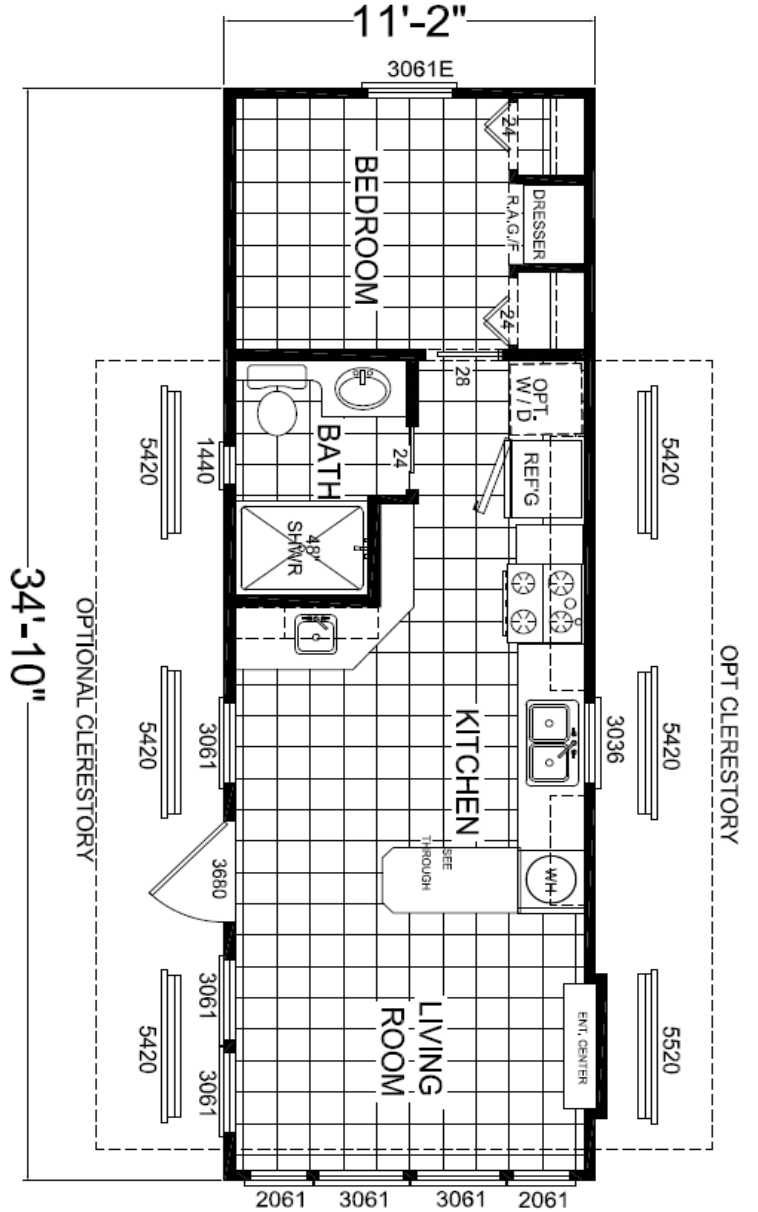 11'-2"
3061E
24
BEDROOM
DRESSER
R.A.G./F
24
28
OPT.
W / D
5420
1440
BATH
24
REF'G
5420
48"
SHWR
34'-10"
OPTIONAL CLERESTORY
OPT CLERESTORY
5420
3061
KITCHEN
3036
5420
SEE
THROUGH
WH
3680
5420
3061
3061
LIVING
ROOM
ENT. CENTER
5520
2061
3061
3061
2061